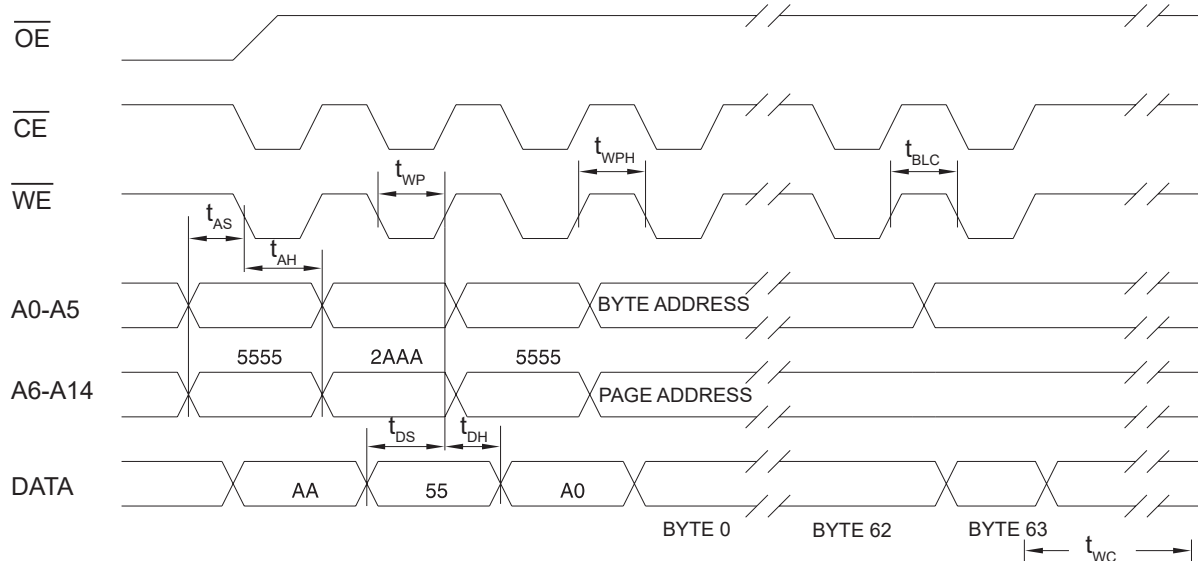 OE
CE
tWPH
tBLC
tWP
WE
tAS
tAH
A0-A5
BYTE ADDRESS
5555
2AAA
5555
A6-A14
PAGE ADDRESS
tDS
tDH
DATA
AA
55
A0
BYTE 0
BYTE 62
BYTE 63
tWC